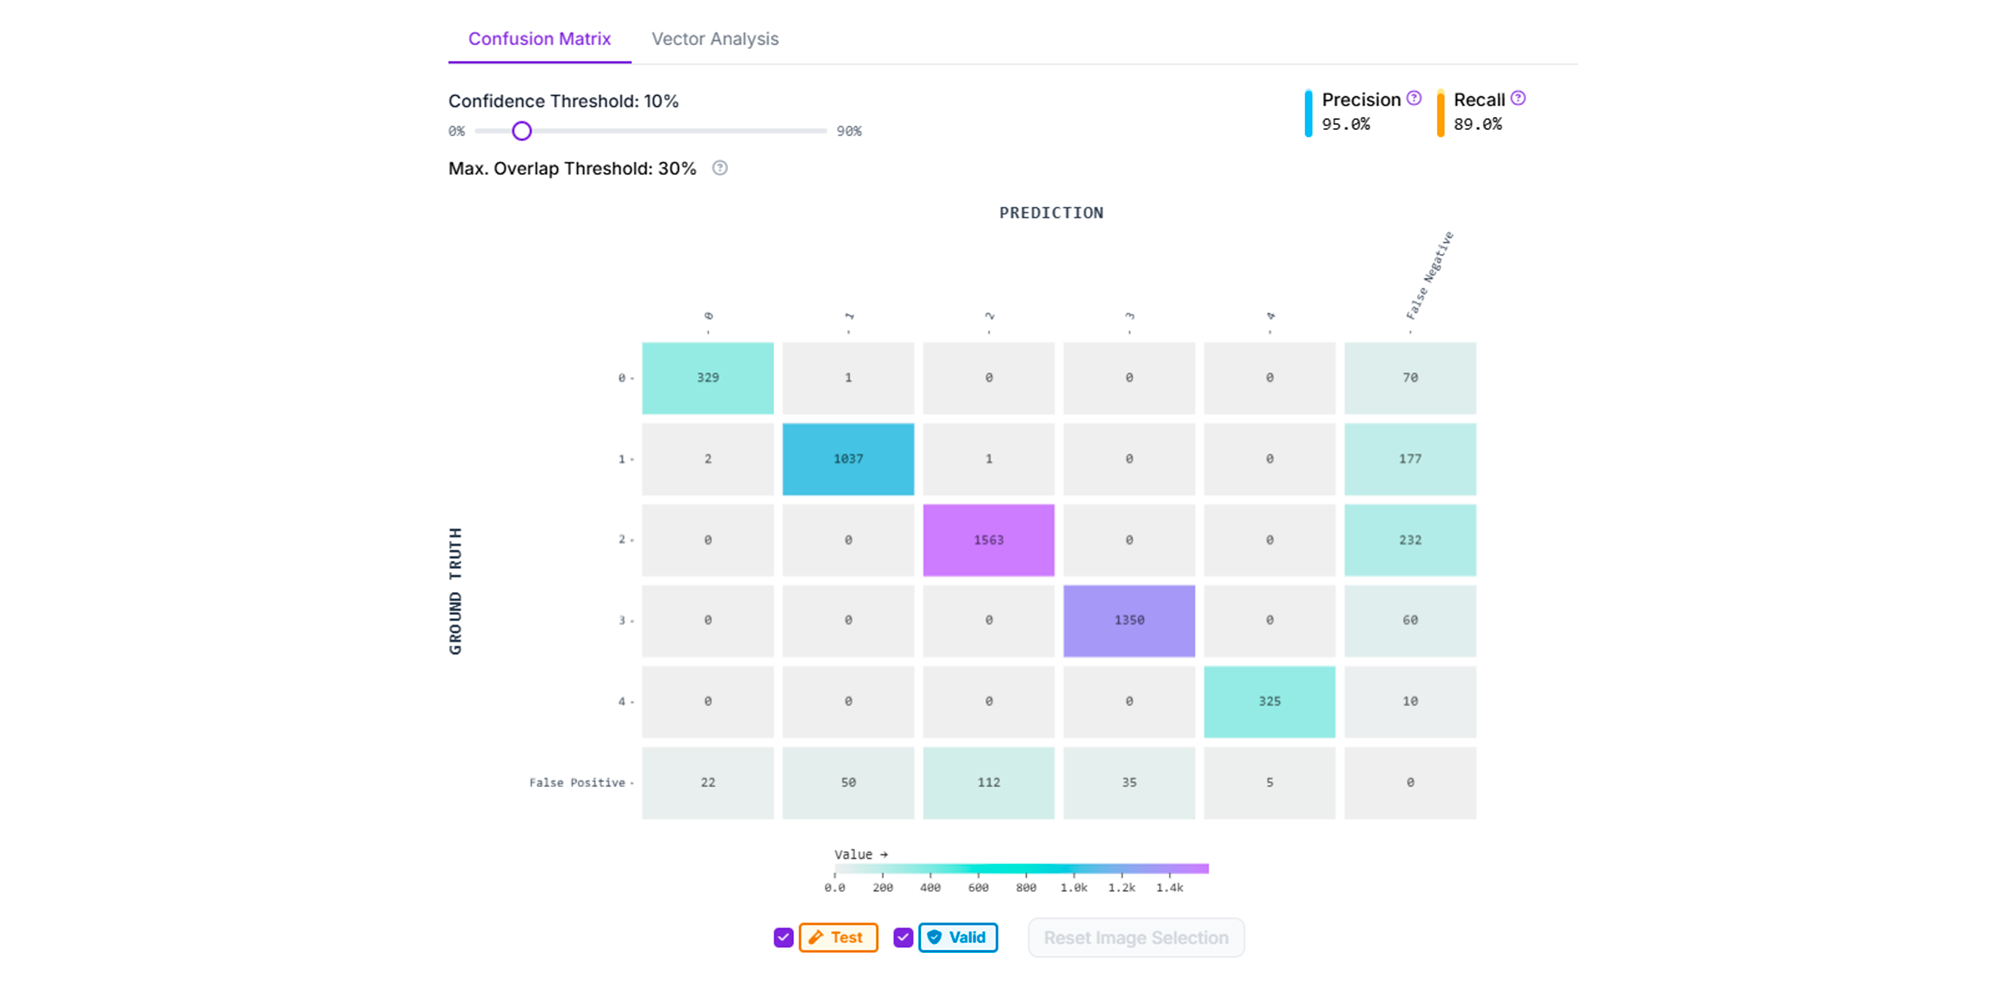 Confusion Matrix Vector Analysis
Confidence Threshold: 10%
0% 90%
Precision ? Recall ?
95.0% 89.0%
Max. Overlap Threshold: 30% ?
PREDICTION
- 0 - 1 - 2 - 3 - 4 - False Negative
GROUND TRUTH
0 - 329 1 0 0 0 70
1 - 2 1037 1 0 0 177
2 - 0 0 1563 0 0 232
3 - 0 0 0 1350 0 60
4 - 0 0 0 0 325 10
False Positive - 22 50 112 35 5 0
Value →
0.0 200 400 600 800 1.0k 1.2k 1.4k
Test Valid Reset Image Selection